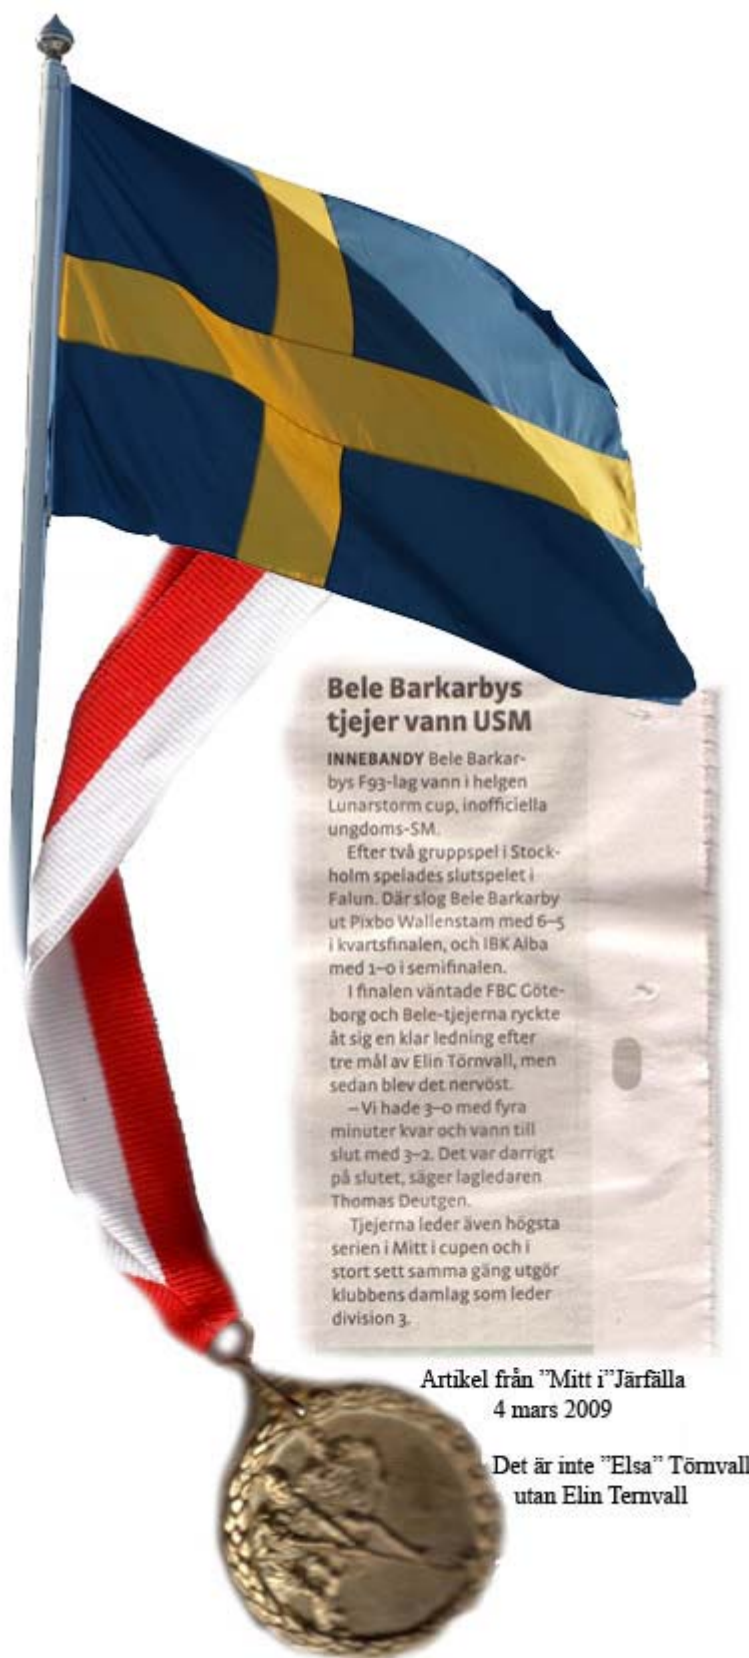 Bele Barkarbys
tjejer vann USM
INNEBANDY Bele Barkar-
bys F93-lag vann i helgen
Lunarstorm cup, inofficiella
ungdoms-SM.
Efter två gruppspel i Stock-
holm spelades slutspelet i
Falun. Där slog Bele Barkarby
ut Pixbo Wallenstam med 6–5
i kvartsfinalen, och IBK Alba
med 1–0 i semifinalen.
I finalen väntade FBC Göte-
borg och Bele-tjejerna ryckte
åt sig en klar ledning efter
tre mål av Elin Törnvall, men
sedan blev det nervöst.
– Vi hade 3–0 med fyra
minuter kvar och vann till
slut med 3–2. Det var darrigt
på slutet, säger lagledaren
Thomas Deutgen.
Tjejerna leder även högsta
serien i Mitt i cupen och i
stort sett samma gäng utgör
klubbens damlag som leder
division 3.
Artikel från ”Mitt i”Järfälla
4 mars 2009
Det är inte ”Elsa” Törnvall
utan Elin Ternvall